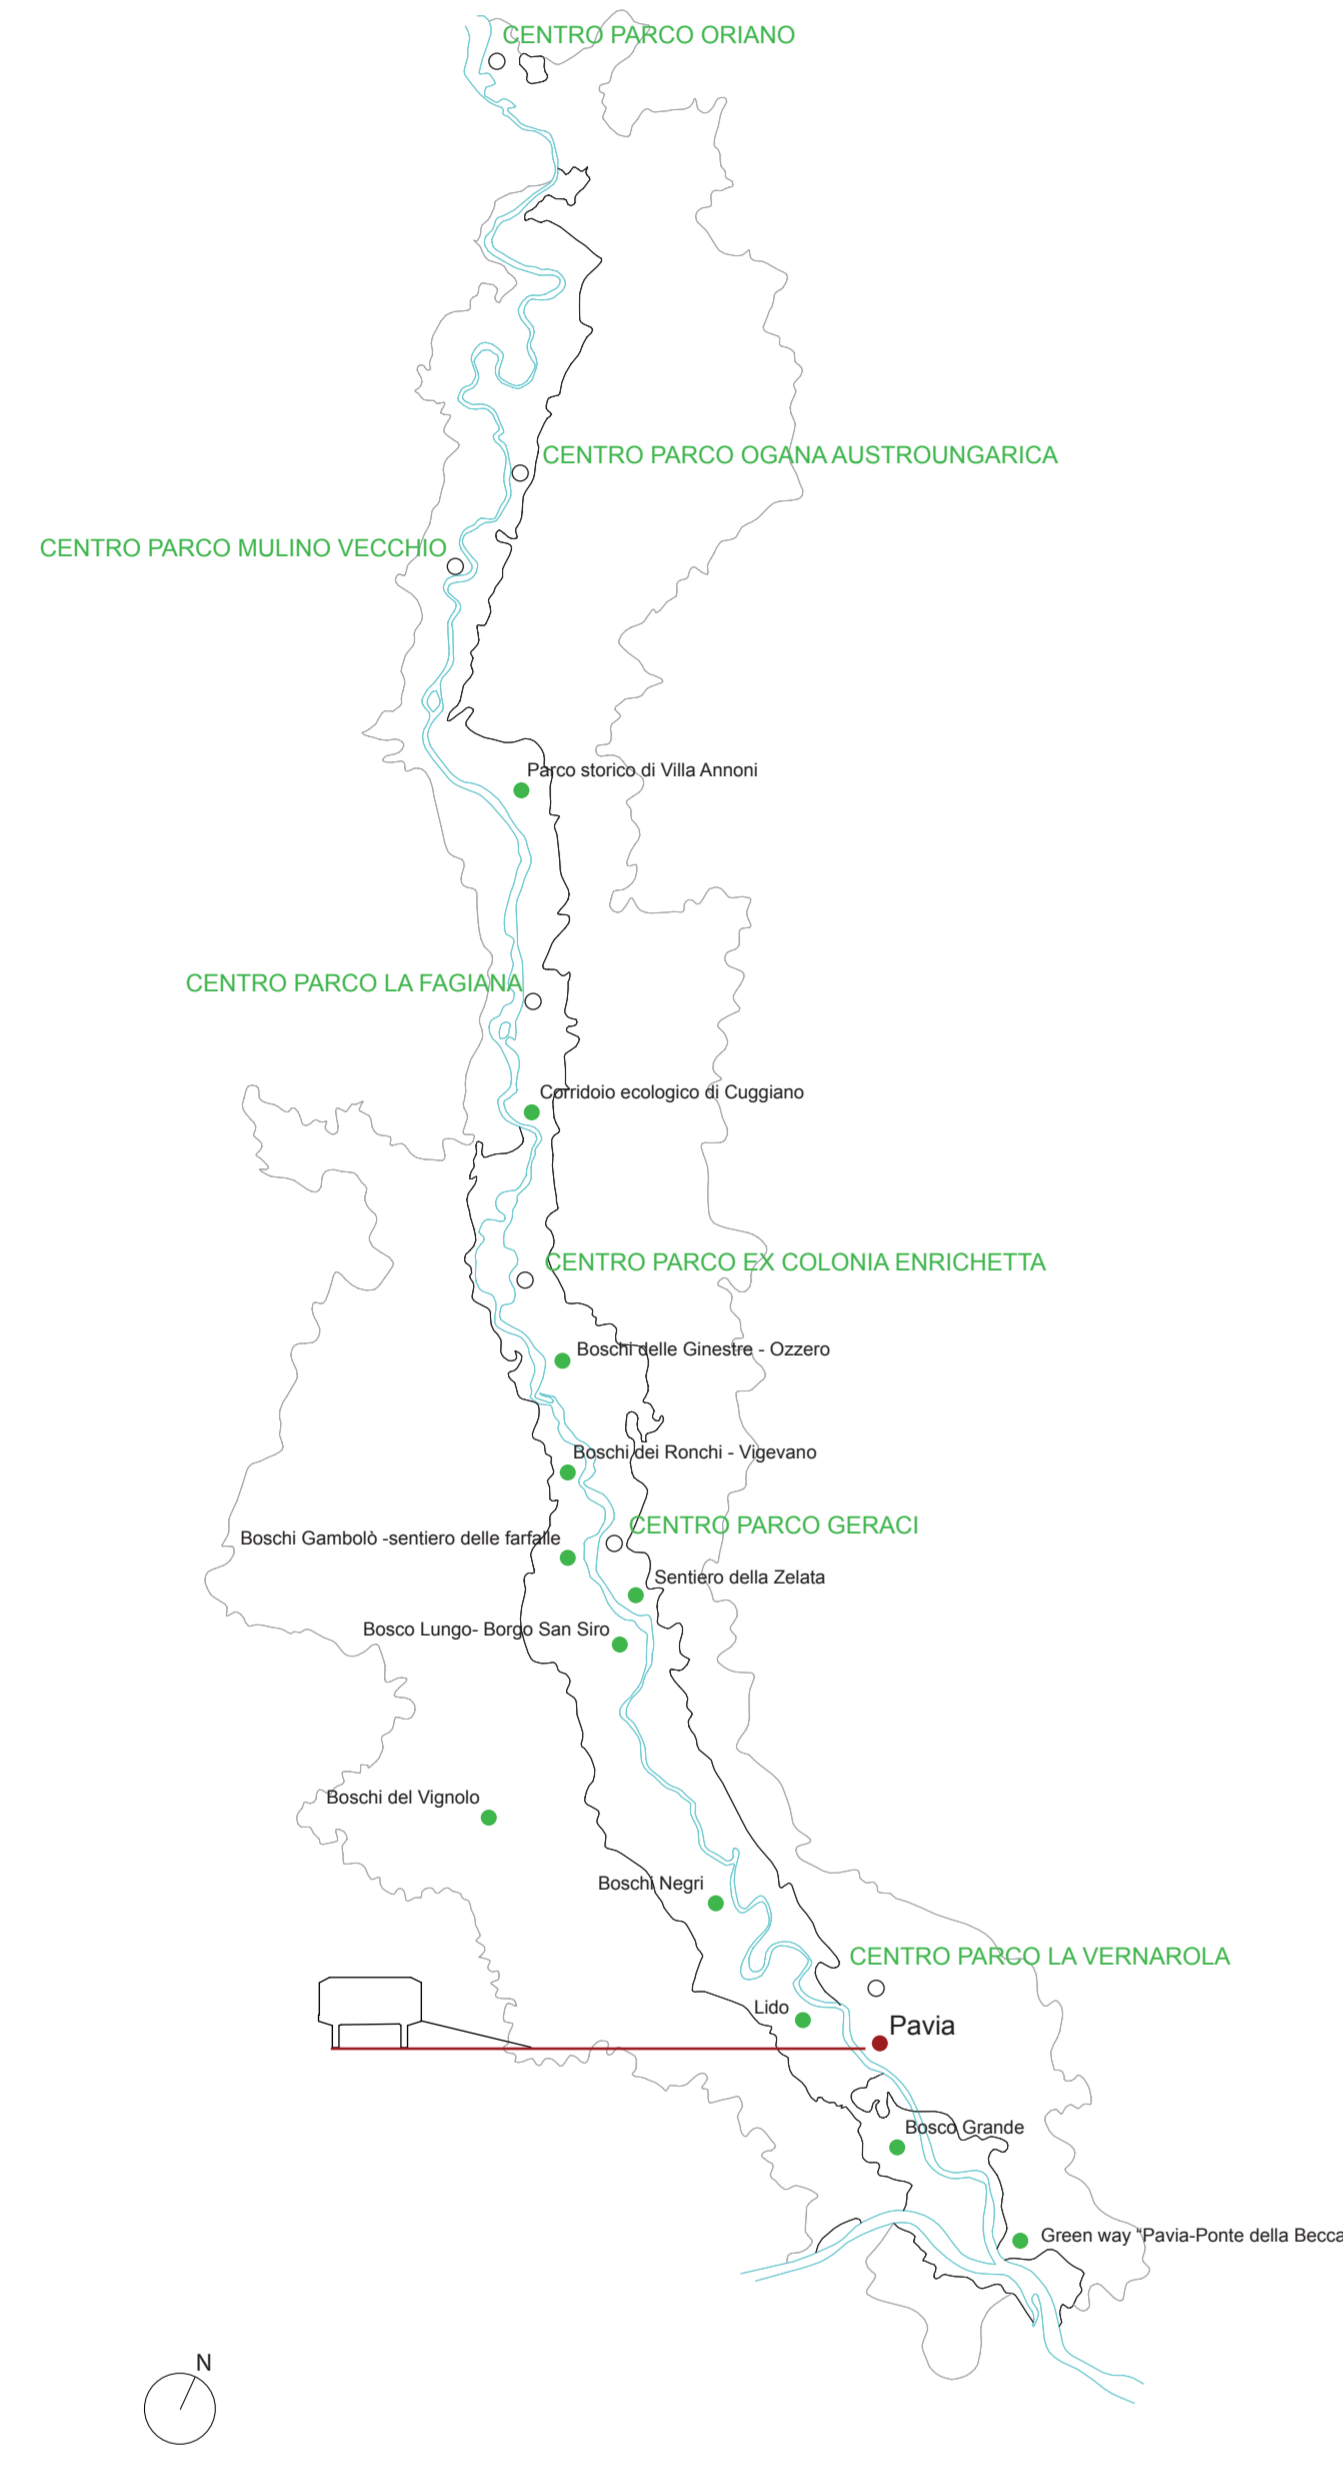 CENTRO PARCO ORIANO
CENTRO PARCO OGANA AUSTROUNGARICA
CENTRO PARCO MULINO VECCHIO
Parco storico di Villa Annoni
CENTRO PARCO LA FAGIANA
Corridoio ecologico di Cuggiano
CENTRO PARCO EX COLONIA ENRICHETTA
Boschi delle Ginestre - Ozzero
Boschi dei Ronchi - Vigevano
CENTRO PARCO GERACI
Boschi Gambolò -sentiero delle farfalle
Sentiero della Zelata
Bosco Lungo- Borgo San Siro
Boschi del Vignolo
Boschi Negri
CENTRO PARCO LA VERNAROLA
Lido
Pavia
Bosco Grande
Green way “Pavia-Ponte della Becca
N